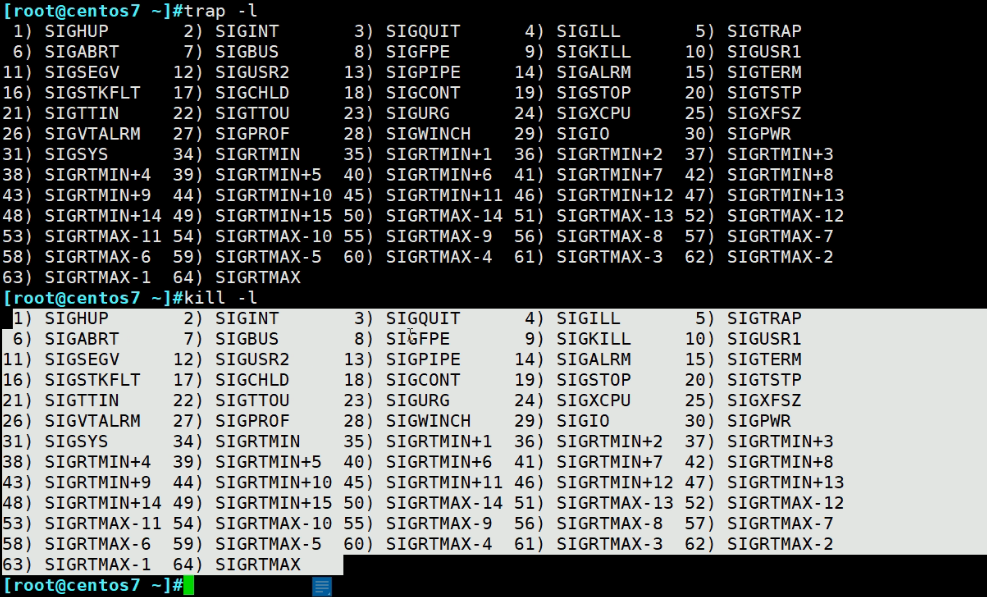 [root@centos7 ~]#trap -l
 1) SIGHUP       2) SIGINT       3) SIGQUIT      4) SIGILL       5) SIGTRAP
 6) SIGABRT      7) SIGBUS       8) SIGFPE       9) SIGKILL     10) SIGUSR1
11) SIGSEGV     12) SIGUSR2     13) SIGPIPE     14) SIGALRM     15) SIGTERM
16) SIGSTKFLT   17) SIGCHLD     18) SIGCONT     19) SIGSTOP     20) SIGTSTP
21) SIGTTIN     22) SIGTTOU     23) SIGURG      24) SIGXCPU     25) SIGXFSZ
26) SIGVTALRM   27) SIGPROF     28) SIGWINCH    29) SIGIO       30) SIGPWR
31) SIGSYS      34) SIGRTMIN    35) SIGRTMIN+1  36) SIGRTMIN+2  37) SIGRTMIN+3
38) SIGRTMIN+4  39) SIGRTMIN+5  40) SIGRTMIN+6  41) SIGRTMIN+7  42) SIGRTMIN+8
43) SIGRTMIN+9  44) SIGRTMIN+10 45) SIGRTMIN+11 46) SIGRTMIN+12 47) SIGRTMIN+13
48) SIGRTMIN+14 49) SIGRTMIN+15 50) SIGRTMAX-14 51) SIGRTMAX-13 52) SIGRTMAX-12
53) SIGRTMAX-11 54) SIGRTMAX-10 55) SIGRTMAX-9  56) SIGRTMAX-8  57) SIGRTMAX-7
58) SIGRTMAX-6  59) SIGRTMAX-5  60) SIGRTMAX-4  61) SIGRTMAX-3  62) SIGRTMAX-2
63) SIGRTMAX-1  64) SIGRTMAX
[root@centos7 ~]#kill -l
 1) SIGHUP       2) SIGINT       3) SIGQUIT      4) SIGILL       5) SIGTRAP
 6) SIGABRT      7) SIGBUS       8) SIGFPE       9) SIGKILL     10) SIGUSR1
11) SIGSEGV     12) SIGUSR2     13) SIGPIPE     14) SIGALRM     15) SIGTERM
16) SIGSTKFLT   17) SIGCHLD     18) SIGCONT     19) SIGSTOP     20) SIGTSTP
21) SIGTTIN     22) SIGTTOU     23) SIGURG      24) SIGXCPU     25) SIGXFSZ
26) SIGVTALRM   27) SIGPROF     28) SIGWINCH    29) SIGIO       30) SIGPWR
31) SIGSYS      34) SIGRTMIN    35) SIGRTMIN+1  36) SIGRTMIN+2  37) SIGRTMIN+3
38) SIGRTMIN+4  39) SIGRTMIN+5  40) SIGRTMIN+6  41) SIGRTMIN+7  42) SIGRTMIN+8
43) SIGRTMIN+9  44) SIGRTMIN+10 45) SIGRTMIN+11 46) SIGRTMIN+12 47) SIGRTMIN+13
48) SIGRTMIN+14 49) SIGRTMIN+15 50) SIGRTMAX-14 51) SIGRTMAX-13 52) SIGRTMAX-12
53) SIGRTMAX-11 54) SIGRTMAX-10 55) SIGRTMAX-9  56) SIGRTMAX-8  57) SIGRTMAX-7
58) SIGRTMAX-6  59) SIGRTMAX-5  60) SIGRTMAX-4  61) SIGRTMAX-3  62) SIGRTMAX-2
63) SIGRTMAX-1  64) SIGRTMAX
[root@centos7 ~]#